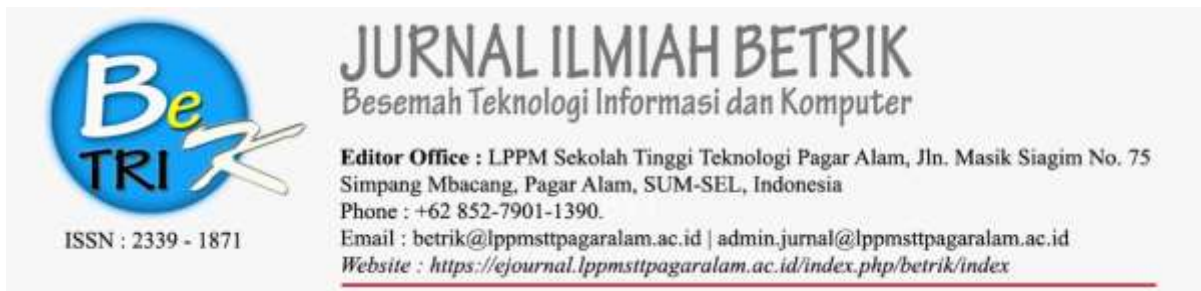 Be
TRI K
ISSN : 2339 - 1871
JURNAL ILMIAH BETRIK
Besemah Teknologi Informasi dan Komputer
Editor Office : LPPM Sekolah Tinggi Teknologi Pagar Alam, Jln. Masik Siagim No. 75
Simpang Mbacang, Pagar Alam, SUM-SEL, Indonesia
Phone : +62 852-7901-1390.
Email : betrik@lppmsttpagaralam.ac.id | admin.jurnal@lppmsttpagaralam.ac.id
Website : https://ejournal.lppmsttpagaralam.ac.id/index.php/betrik/index